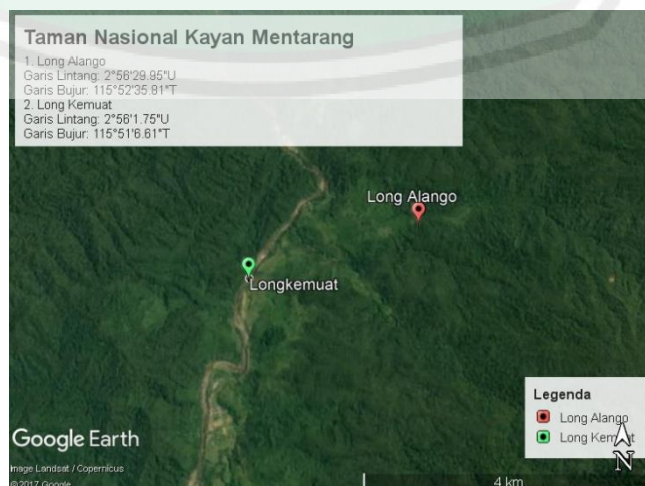 Taman Nasional Kayan Mentarang
1. Long Alango
Garis Lintang: 2°56'29.95"U
Garis Bujur: 115°52'35.81"T
2. Long Kemuat
Garis Lintang: 2°56'1.75"U
Garis Bujur: 115°51'6.61"T
Long Alango
Longkemuat
Legenda
Long Alango
Long Kemuat
Google Earth
N
Image Landsat / Copernicus
©2017 Google
4 km